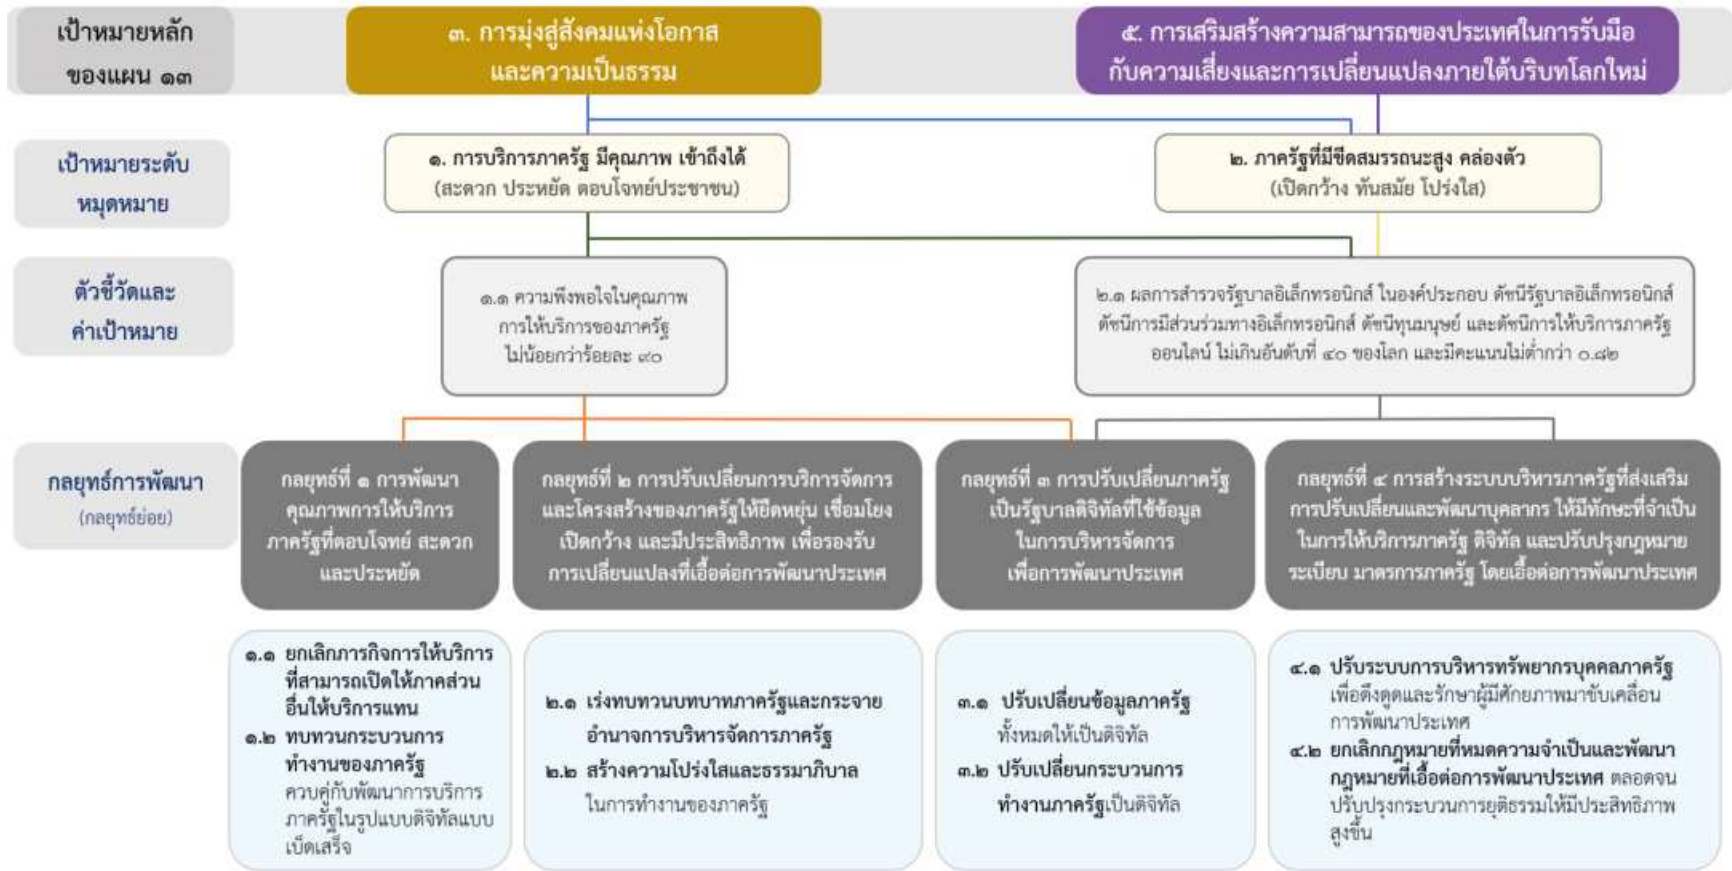 เป้าหมายหลัก
ของแผน ๑๓
๓. การมุ่งสู่สังคมแห่งโอกาส
และความเป็นธรรม
๕. การเสริมสร้างความสามารถของประเทศในการรับมือ
กับความเสี่ยงและการเปลี่ยนแปลงภายใต้บริบทโลกใหม่
เป้าหมายระดับ
หมุดหมาย
๑. การบริการภาครัฐ มีคุณภาพ เข้าถึงได้
(สะดวก ประหยัด ตอบโจทย์ประชาชน)
๒. ภาครัฐที่มีขีดสมรรถนะสูง คล่องตัว
(เปิดกว้าง ทันสมัย โปร่งใส)
ตัวชี้วัดและ
ค่าเป้าหมาย
๑.๑ ความพึงพอใจในคุณภาพ
การให้บริการของภาครัฐ
ไม่น้อยกว่าร้อยละ ๙๐
๒.๑ ผลการสำรวจรัฐบาลอิเล็กทรอนิกส์ ในองค์ประกอบ ดัชนีรัฐบาลอิเล็กทรอนิกส์
ดัชนีการมีส่วนร่วมทางอิเล็กทรอนิกส์ ดัชนีทุนมนุษย์ และดัชนีการให้บริการภาครัฐ
ออนไลน์ ไม่เกินอันดับที่ ๔๐ ของโลก และมีคะแนนไม่ต่ำกว่า ๐.๘๒
กลยุทธ์การพัฒนา
(กลยุทธ์ย่อย)
กลยุทธ์ที่ ๑ การพัฒนา
คุณภาพการให้บริการ
ภาครัฐที่ตอบโจทย์ สะดวก
และประหยัด
กลยุทธ์ที่ ๒ การปรับเปลี่ยนการบริการจัดการ
และโครงสร้างของภาครัฐให้ยืดหยุ่น เชื่อมโยง
เปิดกว้าง และมีประสิทธิภาพ เพื่อรองรับ
การเปลี่ยนแปลงที่เอื้อต่อการพัฒนาประเทศ
กลยุทธ์ที่ ๓ การปรับเปลี่ยนภาครัฐ
เป็นรัฐบาลดิจิทัลที่ใช้ข้อมูล
ในการบริหารจัดการ
เพื่อการพัฒนาประเทศ
กลยุทธ์ที่ ๔ การสร้างระบบบริหารภาครัฐที่ส่งเสริม
การปรับเปลี่ยนและพัฒนาบุคลากร ให้มีทักษะที่จำเป็น
ในการให้บริการภาครัฐ ดิจิทัล และปรับปรุงกฎหมาย
ระเบียบ มาตรการภาครัฐ โดยเอื้อต่อการพัฒนาประเทศ
๑.๑ ยกเลิกภารกิจการให้บริการ
ที่สามารถเปิดให้ภาคส่วน
อื่นให้บริการแทน
๑.๒ ทบทวนกระบวนการ
ทำงานของภาครัฐ
ควบคู่กับพัฒนาการบริการ
ภาครัฐในรูปแบบดิจิทัลแบบ
เบ็ดเสร็จ
๒.๑ เร่งทบทวนบทบาทภาครัฐและกระจาย
อำนาจการบริหารจัดการภาครัฐ
๒.๒ สร้างความโปร่งใสและธรรมาภิบาล
ในการทำงานของภาครัฐ
๓.๑ ปรับเปลี่ยนข้อมูลภาครัฐ
ทั้งหมดให้เป็นดิจิทัล
๓.๒ ปรับเปลี่ยนกระบวนการ
ทำงานภาครัฐเป็นดิจิทัล
๔.๑ ปรับระบบการบริหารทรัพยากรบุคคลภาครัฐ
เพื่อดึงดูดและรักษาผู้มีศักยภาพมาขับเคลื่อน
การพัฒนาประเทศ
๔.๒ ยกเลิกกฎหมายที่หมดความจำเป็นและพัฒนา
กฎหมายที่เอื้อต่อการพัฒนาประเทศ ตลอดจน
ปรับปรุงกระบวนการยุติธรรมให้มีประสิทธิภาพ
สูงขึ้น